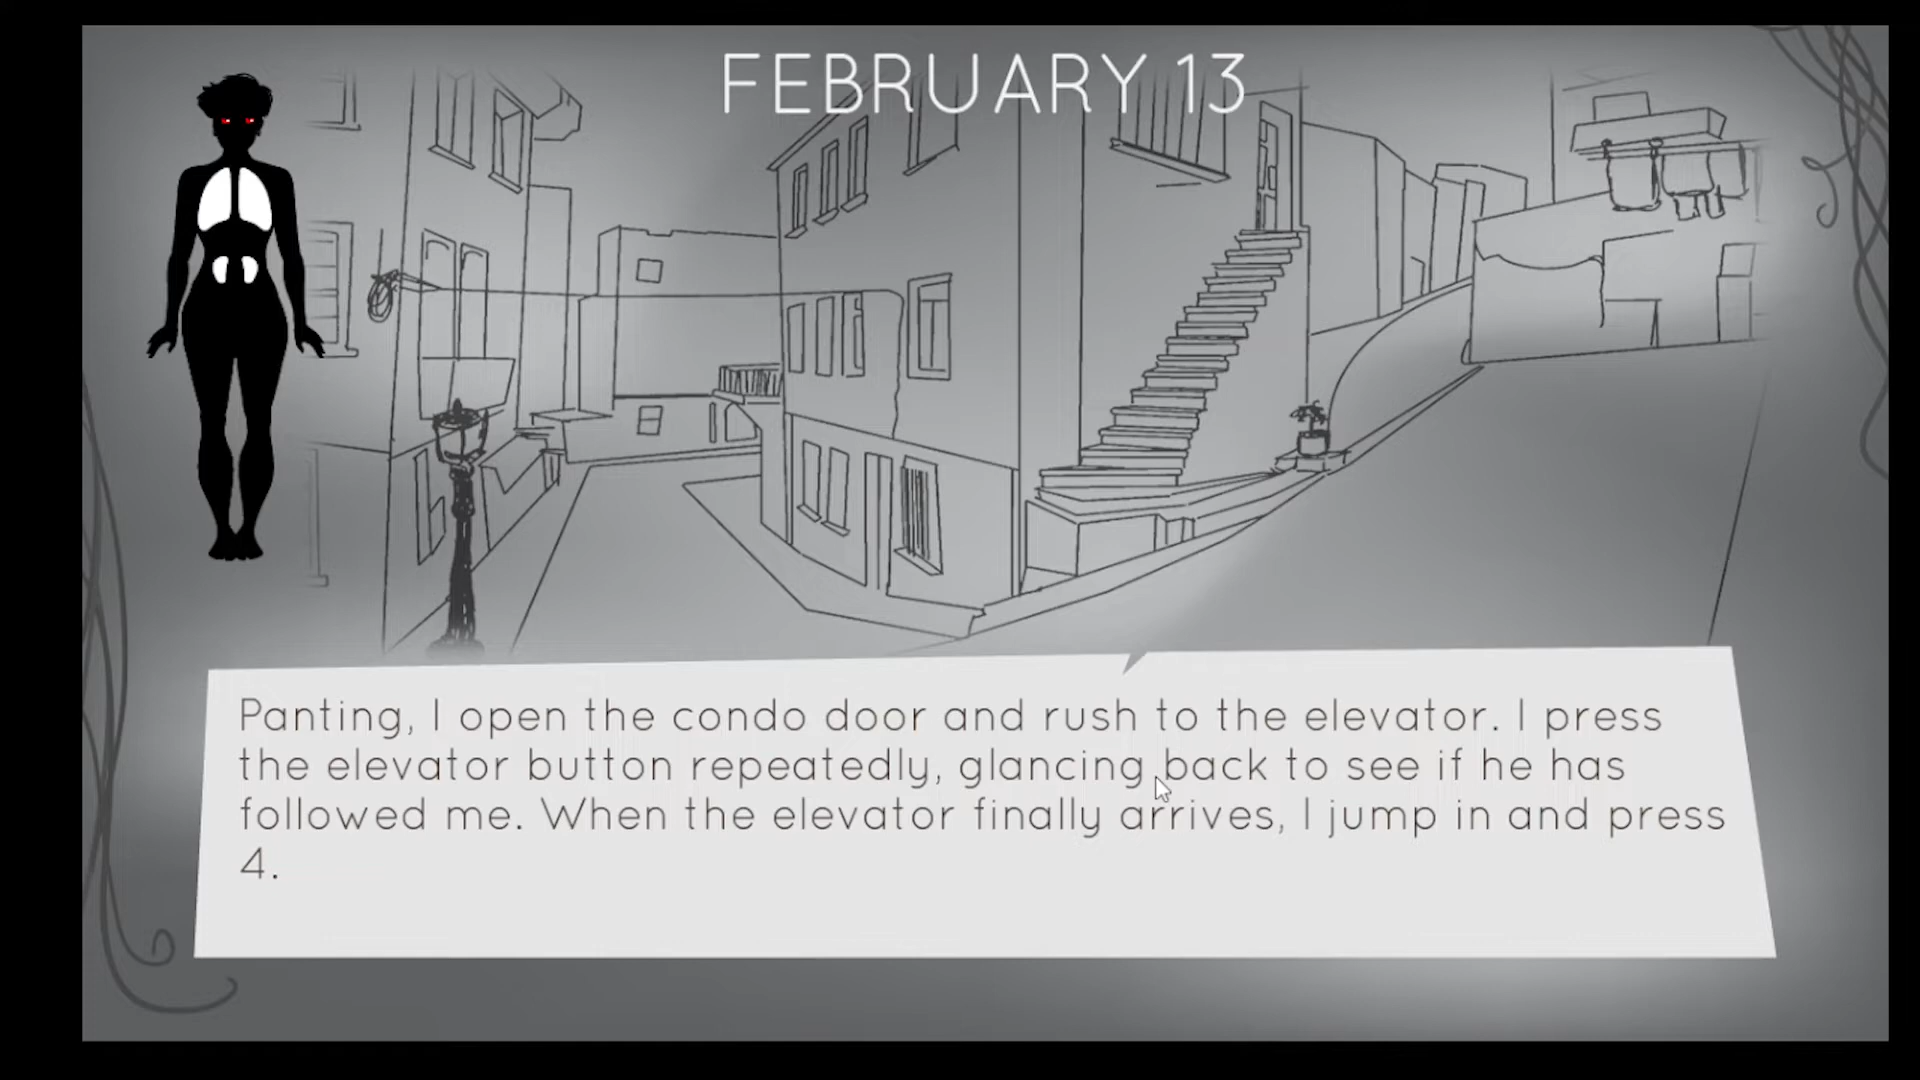 FEBRUARY 13
Panting, I open the condo door and rush to the elevator. I press
the elevator button repeatedly, glancing back to see if he has
followed me. When the elevator finally arrives, I jump in and press
4.